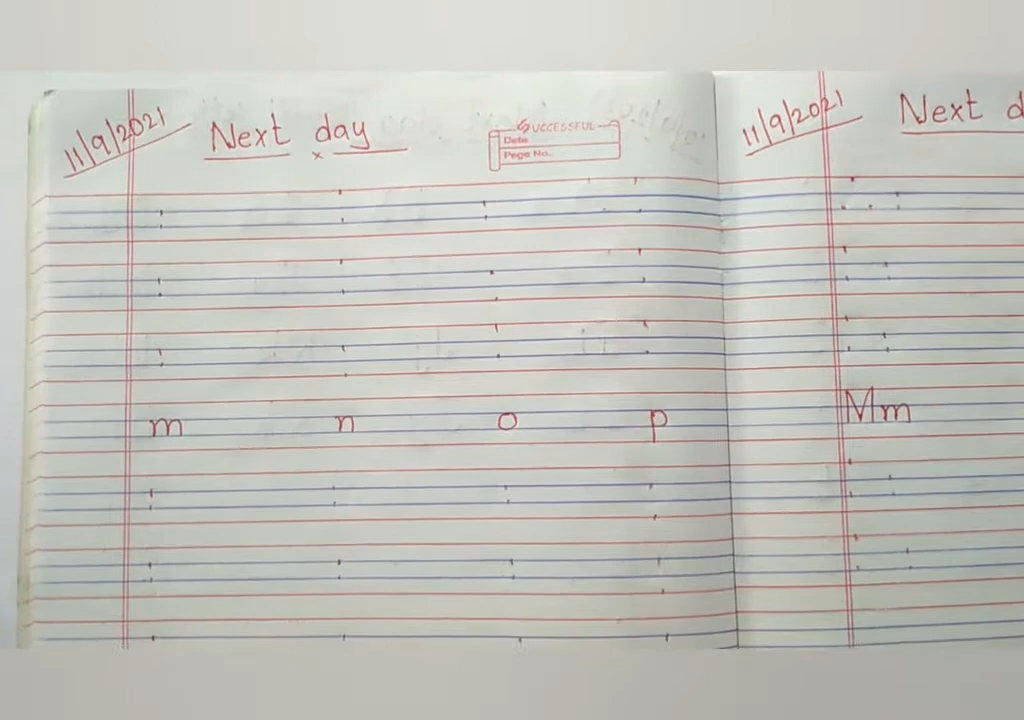 11/9/2021 Next day
SUCCESSFUL
Date
Page No.
m n o p
11/9/2021 Next d
Mm